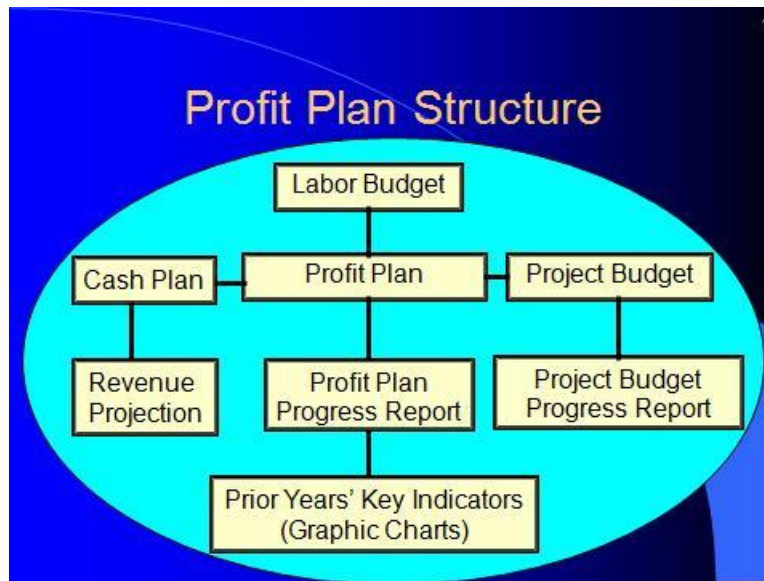 Profit Plan Structure
Labor Budget
Cash Plan
Profit Plan
Project Budget
Revenue
Projection
Profit Plan
Progress Report
Project Budget
Progress Report
Prior Years' Key Indicators
(Graphic Charts)